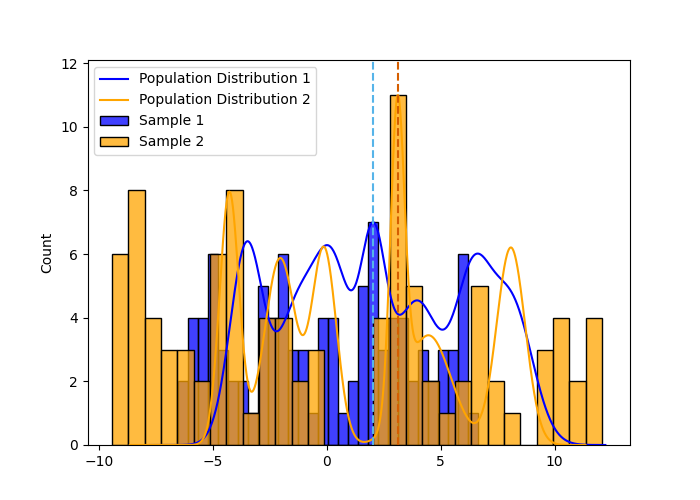 12
10
8
6
4
2
0
Count
Population Distribution 1
Population Distribution 2
Sample 1
Sample 2
−10
−5
0
5
10